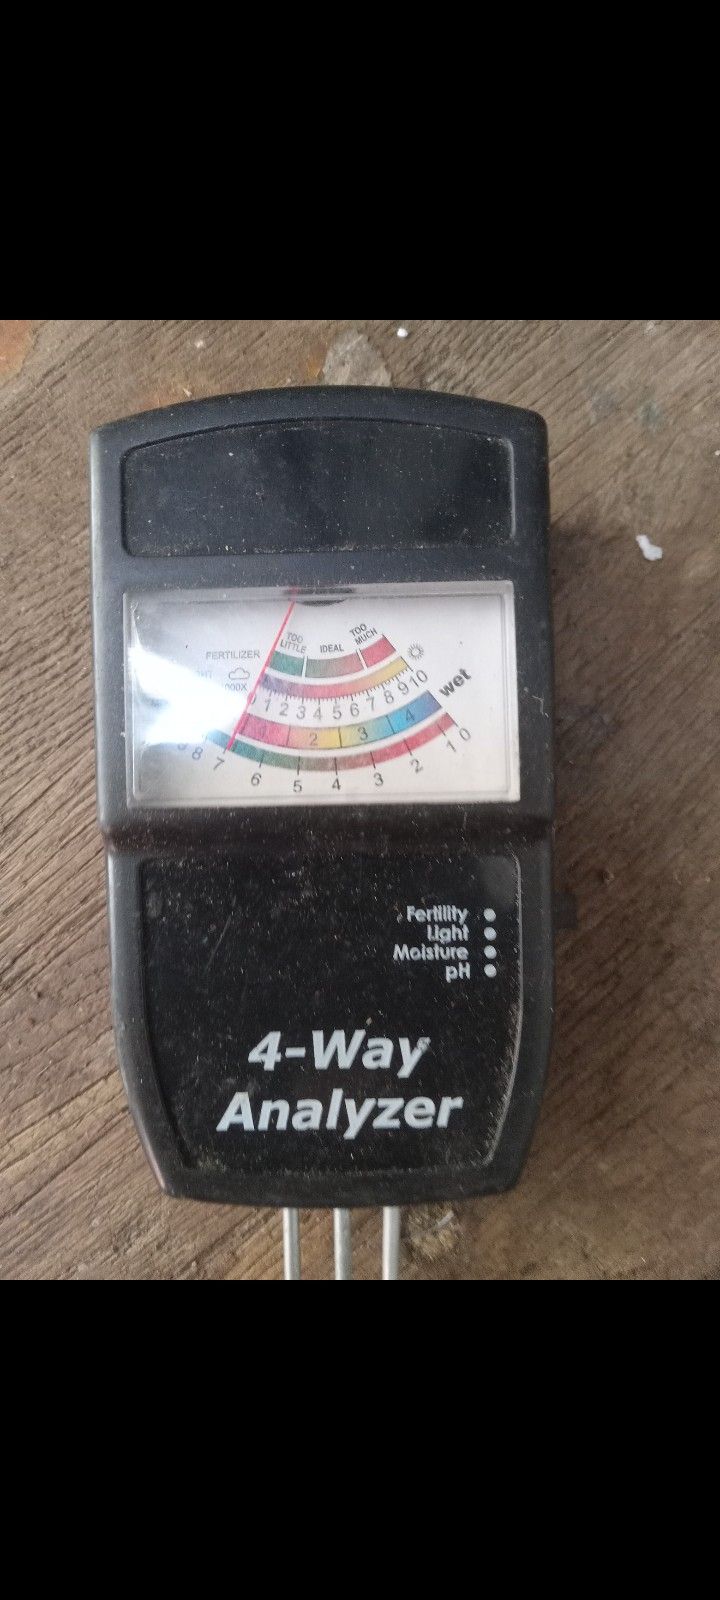 TOO LITTLE IDEAL TOO MUCH
FERTILIZER
000X
1 2 3 4 5 6 7 8 9 10
wet
2 3 4
8 7 6 5 4 3 2 1 0
Fertility
Light
Moisture
pH
4-Way
Analyzer